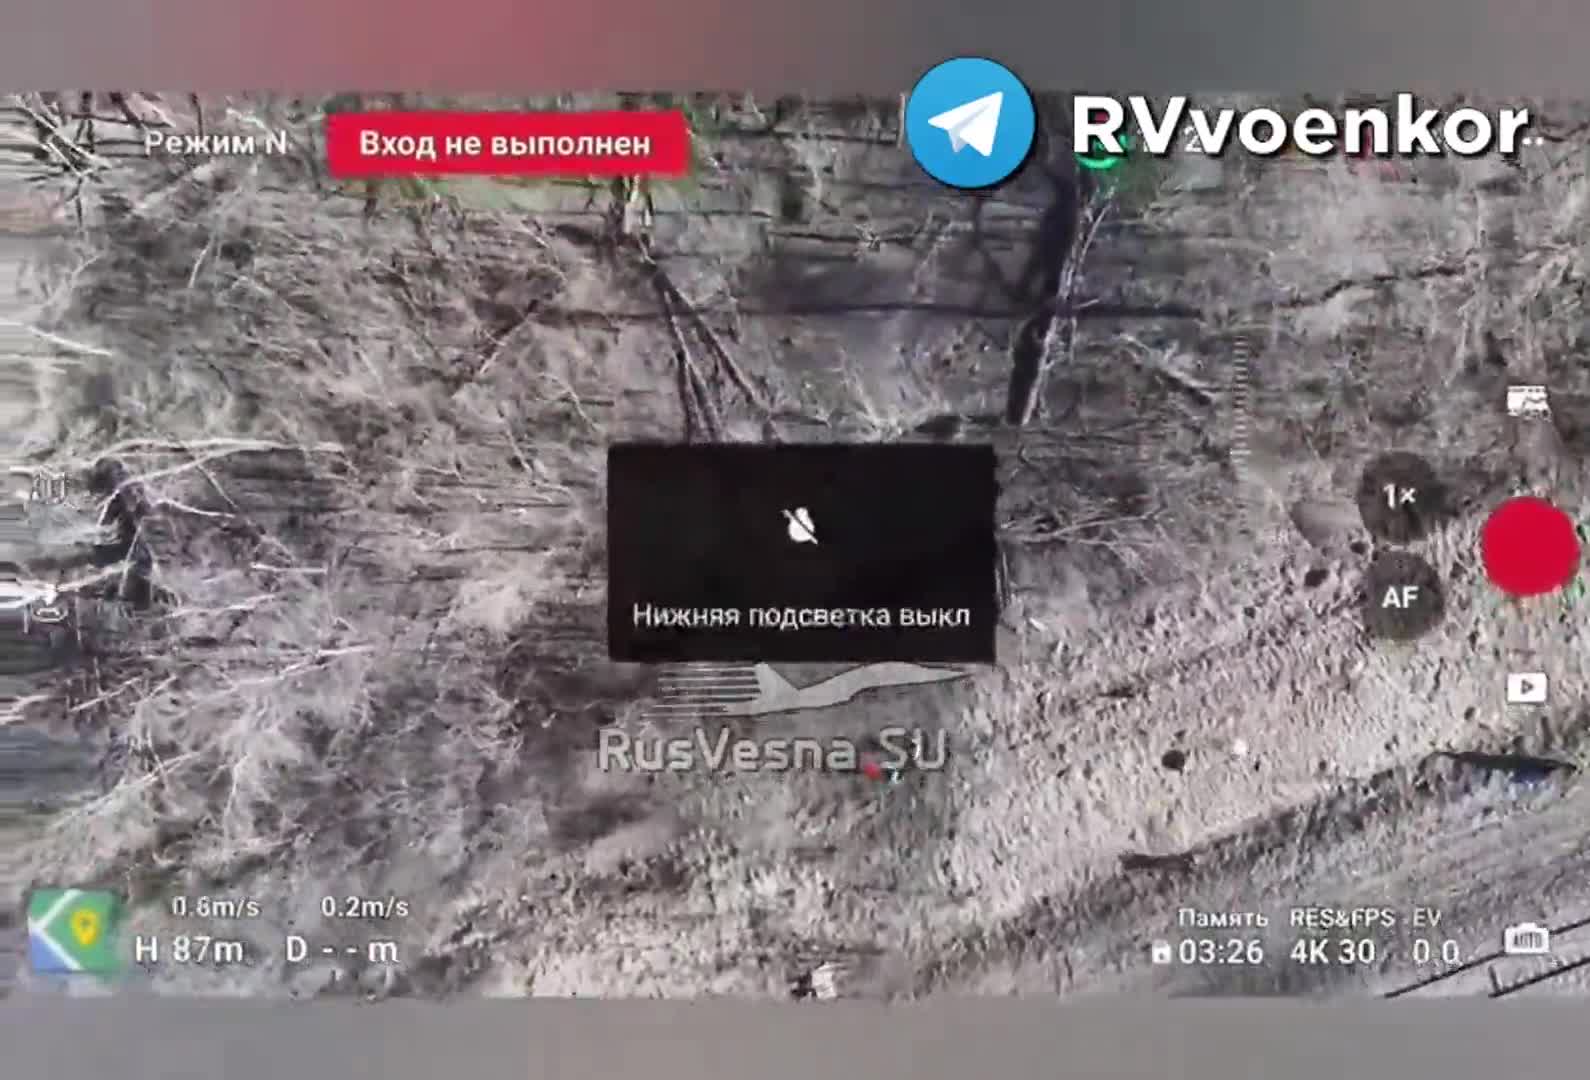 RVvoenkor
Режим N
Вход не выполнен
1×
AF
Нижняя подсветка выкл
RusVesna SU
0.6m/s 0.2m/s
H 87m D - - m
Память RES&FPS EV
03:26 4K 30 0.0
AUTO